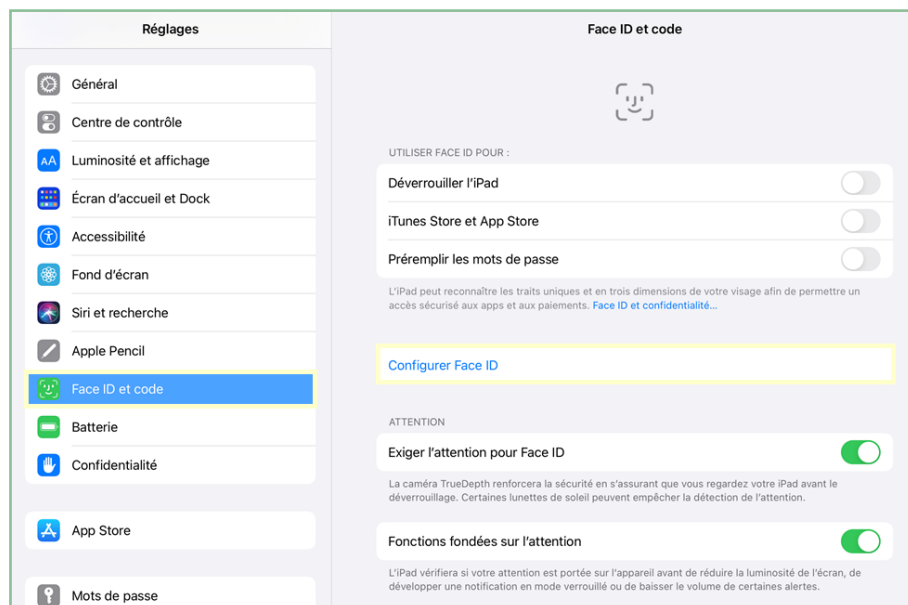 Réglages
Général
Centre de contrôle
AA
Luminosité et affichage
Écran d'accueil et Dock
Accessibilité
Fond d'écran
Siri et recherche
Apple Pencil
Face ID et code
Batterie
Confidentialité
App Store
Mots de passe
Face ID et code
UTILISER FACE ID POUR :
Déverrouiller l'iPad
iTunes Store et App Store
Préremplir les mots de passe
L'iPad peut reconnaître les traits uniques et en trois dimensions de votre visage afin de permettre un
accès sécurisé aux apps et aux paiements. Face ID et confidentialité...
Configurer Face ID
ATTENTION
Exiger l'attention pour Face ID
La caméra TrueDepth renforcera la sécurité en s'assurant que vous regardez votre iPad avant le
déverrouillage. Certaines lunettes de soleil peuvent empêcher la détection de l'attention.
Fonctions fondées sur l'attention
L'iPad vérifiera si votre attention est portée sur l'appareil avant de réduire la luminosité de l'écran, de
développer une notification en mode verrouillé ou de baisser le volume de certaines alertes.